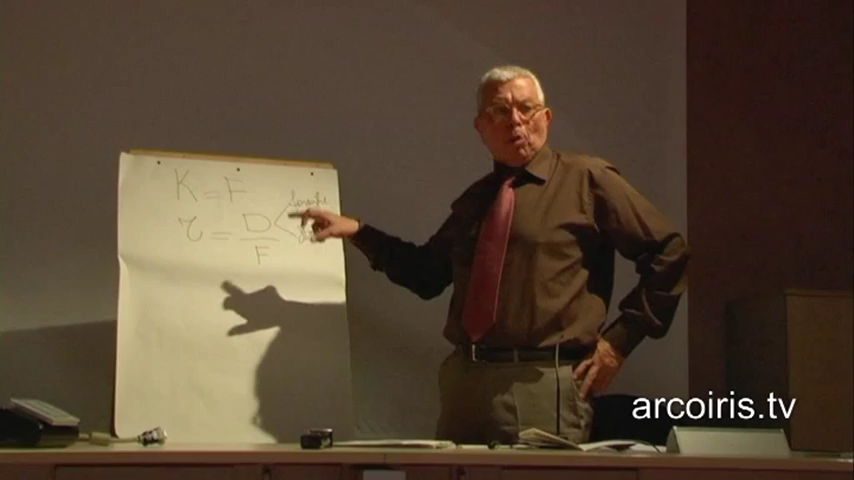 K = F
r = D/F
arcoiris.tv